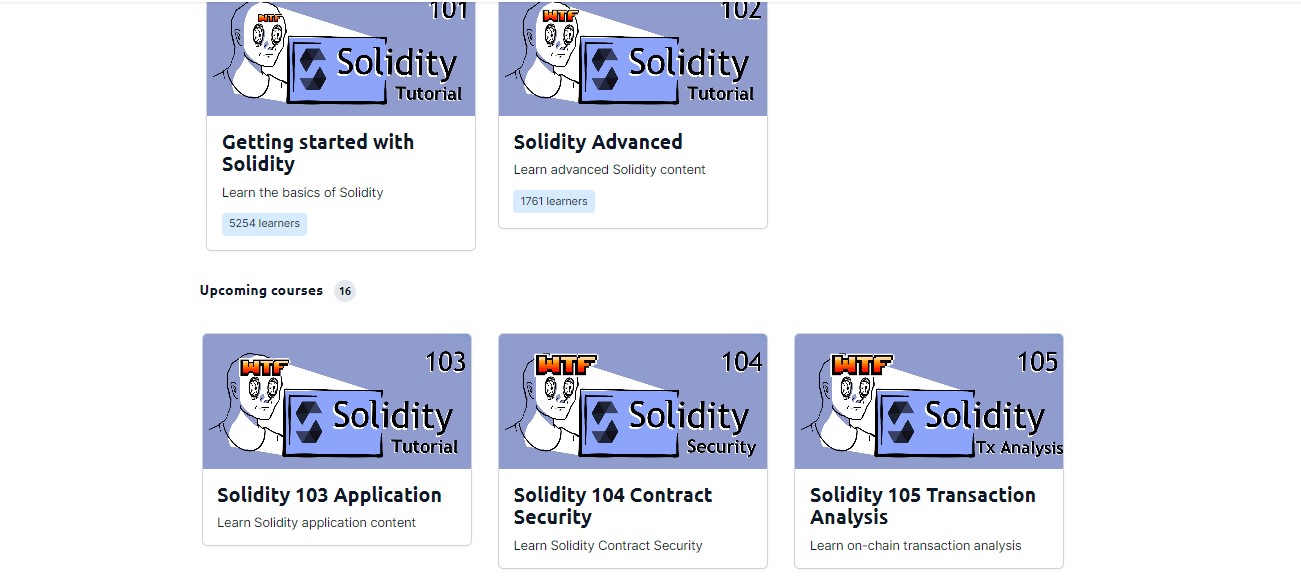 WTF
101
Solidity
Tutorial
Getting started with
Solidity
Learn the basics of Solidity
5254 learners
WTF
102
Solidity
Tutorial
Solidity Advanced
Learn advanced Solidity content
1761 learners
Upcoming courses 16
WTF
103
Solidity
Tutorial
Solidity 103 Application
Learn Solidity application content
WTF
104
Solidity
Security
Solidity 104 Contract
Security
Learn Solidity Contract Security
WTF
105
Solidity
Tx Analysis
Solidity 105 Transaction
Analysis
Learn on-chain transaction analysis